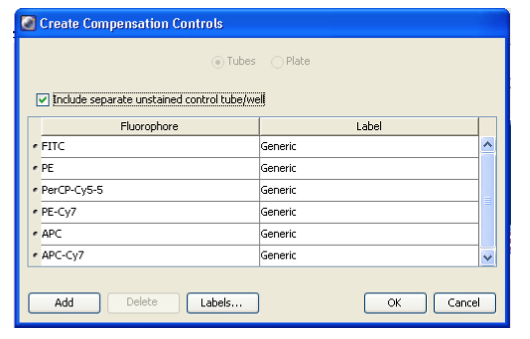 Create Compensation Controls
Tubes Plate
Include separate unstained control tube/well
Fluorophore Label
FITC Generic
PE Generic
PerCP-Cy5-5 Generic
PE-Cy7 Generic
APC Generic
APC-Cy7 Generic
Add Delete Labels... OK Cancel